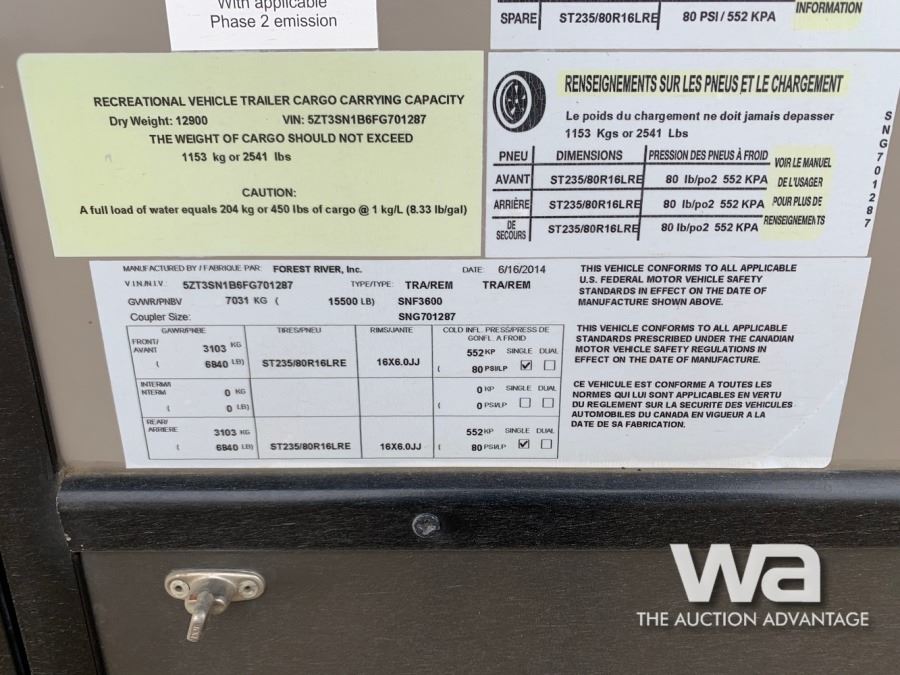 With applicable
Phase 2 emission
SPARE ST235/80R16LRE 80 PSI / 552 KPA
INFORMATION
RECREATIONAL VEHICLE TRAILER CARGO CARRYING CAPACITY
Dry Weight: 12900 VIN: 5ZT3SN1B6FG701287
THE WEIGHT OF CARGO SHOULD NOT EXCEED
1153 kg or 2541 lbs
CAUTION:
A full load of water equals 204 kg or 450 lbs of cargo @ 1 kg/L (8.33 lb/gal)
RENSEIGNEMENTS SUR LES PNEUS ET LE CHARGEMENT
Le poids du chargement ne doit jamais depasser
1153 Kgs or 2541 Lbs
PNEU DIMENSIONS PRESSION DES PNEUS À FROID
AVANT ST235/80R16LRE 80 lb/po2 552 KPA
ARRIÈRE ST235/80R16LRE 80 lb/po2 552 KPA
DE SECOURS ST235/80R16LRE 80 lb/po2 552 KPA
VOIR LE MANUEL
DE L'USAGER
POUR PLUS DE
RENSEIGNEMENTS
SNG701287
MANUFACTURED BY / FABRIQUE PAR: FOREST RIVER, Inc. DATE: 6/16/2014
V.I.N./N.I.V. 5ZT3SN1B6FG701287 TYPE/TYPE: TRA/REM TRA/REM
GVWR/PNBV 7031 KG ( 15500 LB) SNF3600
Coupler Size: SNG701287
GAWR/PNBE TIRES/PNEU RIMS/JANTE COLD INFL. PRESS/PRESS DE
GONFL. A FROID
FRONT/
AVANT 3103 KG 552 KP SINGLE DUAL
( 6840 LB) ST235/80R16LRE 16X6.0JJ ( 80 PSI/LP
INTERM/
INTERM 0 KG 0 KP SINGLE DUAL
( 0 LB) ( 0 PSI/LP
REAR/
ARRIERE 3103 KG 552 KP SINGLE DUAL
( 6840 LB) ST235/80R16LRE 16X6.0JJ ( 80 PSI/LP
THIS VEHICLE CONFORMS TO ALL APPLICABLE
U.S. FEDERAL MOTOR VEHICLE SAFETY
STANDARDS IN EFFECT ON THE DATE OF
MANUFACTURE SHOWN ABOVE.
THIS VEHICLE CONFORMS TO ALL APPLICABLE
STANDARDS PRESCRIBED UNDER THE CANADIAN
MOTOR VEHICLE SAFETY REGULATIONS IN
EFFECT ON THE DATE OF MANUFACTURE.
CE VEHICULE EST CONFORME A TOUTES LES
NORMES QUI LUI SONT APPLICABLES EN VERTU
DU REGLEMENT SUR LA SECURITE DES VEHICULES
AUTOMOBILES DU CANADA EN VIGUEUR A LA
DATE DE SA FABRICATION.
wa
THE AUCTION ADVANTAGE